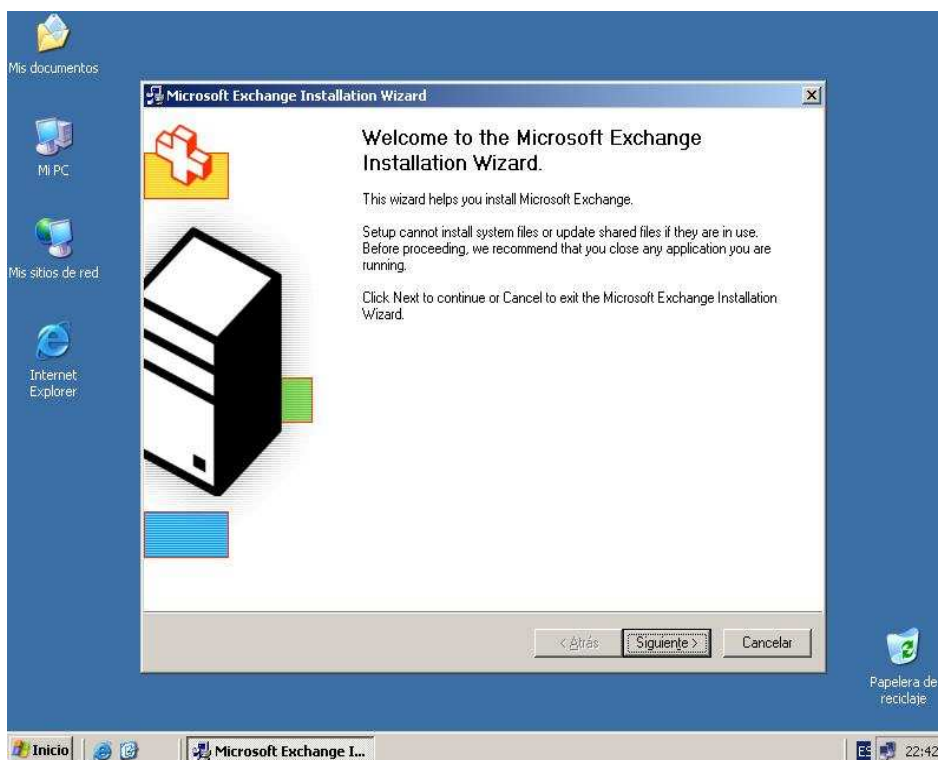 Mis documentos
Mi PC
Mis sitios de red
Internet
Explorer
Microsoft Exchange Installation Wizard
Welcome to the Microsoft Exchange
Installation Wizard.
This wizard helps you install Microsoft Exchange.
Setup cannot install system files or update shared files if they are in use.
Before proceeding, we recommend that you close any application you are
running.
Click Next to continue or Cancel to exit the Microsoft Exchange Installation
Wizard.
< Atrás
Siguiente >
Cancelar
Papelera de
reciclaje
Inicio
Microsoft Exchange I...
ES
22:42